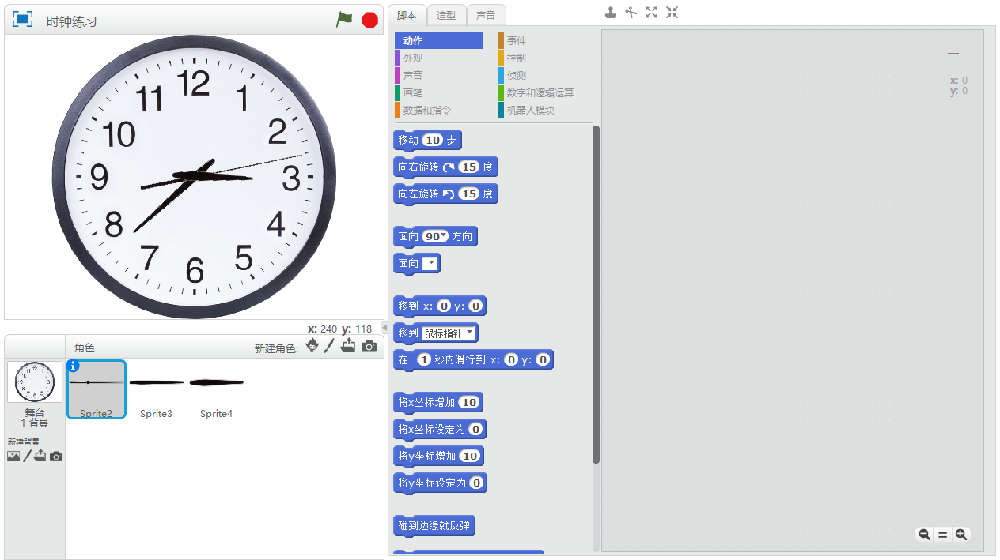 时钟练习
12
11
1
10
2
9
3
8
4
7
5
6
x: 240 y: 118
角色
新建角色:
舞台
1 背景
新建背景
Sprite2
Sprite3
Sprite4
脚本
造型
声音
动作
事件
外观
控制
声音
侦测
画笔
数字和逻辑运算
数据和指令
机器人模块
移动 10 步
向右旋转 15 度
向左旋转 15 度
面向 90 方向
面向
移到 x: 0 y: 0
移到 鼠标指针
在 1 秒内滑行到 x: 0 y: 0
将x坐标增加 10
将x坐标设定为 0
将y坐标增加 10
将y坐标设定为 0
碰到边缘就反弹
x: 0
y: 0